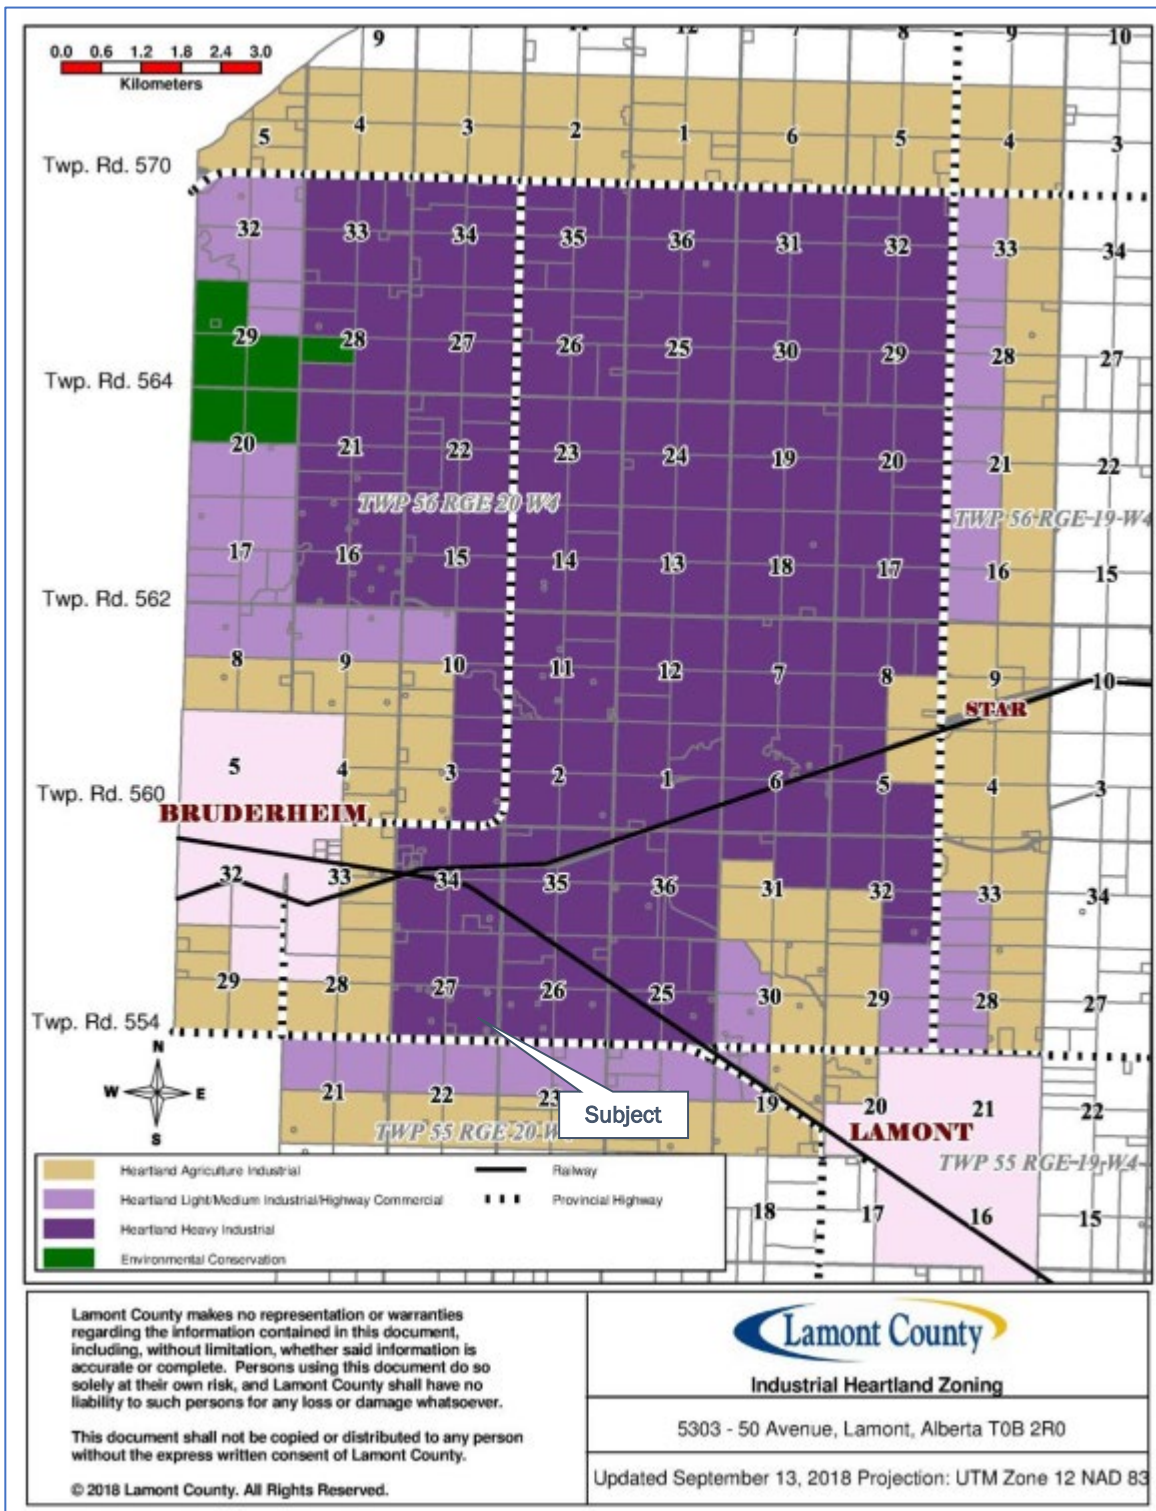 9 11 12 7 8 9 10
0.0 0.6 1.2 1.8 2.4 3.0
Kilometers
5 4 3 2 1 6 5 4 3
Twp. Rd. 570
32 33 34 35 36 31 32 33 34
29 28 27 26 25 30 29 28 27
Twp. Rd. 564
20 21 22 23 24 19 20 21 22
TWP 56 RGE 20 W4
TWP 56 RGE 19 W4
17 16 15 14 13 18 17 16 15
Twp. Rd. 562
8 9 10 11 12 7 8 9 10
STAR
5 4 3 2 1 6 5 4 3
Twp. Rd. 560
BRUDERHEIM
32 33 34 35 36 31 32 33 34
29 28 27 26 25 30 29 28 27
Twp. Rd. 554
N
W E
S
21 22 23 19 20 21 22
Subject
TWP 55 RGE 20 W4
LAMONT
TWP 55 RGE 19 W4
18 17 16 15
Heartland Agriculture Industrial
Railway
Heartland Light/Medium Industrial/Highway Commercial
Provincial Highway
Heartland Heavy Industrial
Environmental Conservation
Lamont County makes no representation or warranties
regarding the information contained in this document,
including, without limitation, whether said information is
accurate or complete. Persons using this document do so
solely at their own risk, and Lamont County shall have no
liability to such persons for any loss or damage whatsoever.
This document shall not be copied or distributed to any person
without the express written consent of Lamont County.
© 2018 Lamont County. All Rights Reserved.
Lamont County
Industrial Heartland Zoning
5303 - 50 Avenue, Lamont, Alberta T0B 2R0
Updated September 13, 2018 Projection: UTM Zone 12 NAD 83